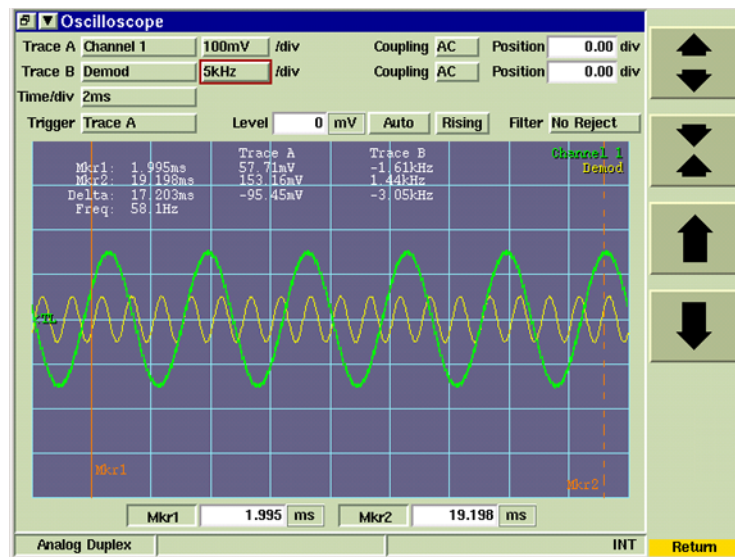 Oscilloscope
Trace A Channel 1 100mV /div Coupling AC Position 0.00 div
Trace B Demod 5kHz /div Coupling AC Position 0.00 div
Time/div 2ms
Trigger Trace A Level 0 mV Auto Rising Filter No Reject
Trace A Trace B Channel 1
Mkr1: 1.995ms 57.71mV -1.61kHz Demod
Mkr2: 19.198ms 153.16mV 1.44kHz
Delta: 17.203ms -95.45mV -3.05kHz
Freq: 58.1Hz
TL
Mkr1
Mkr2
Mkr1 1.995 ms Mkr2 19.198 ms
Analog Duplex INT Return